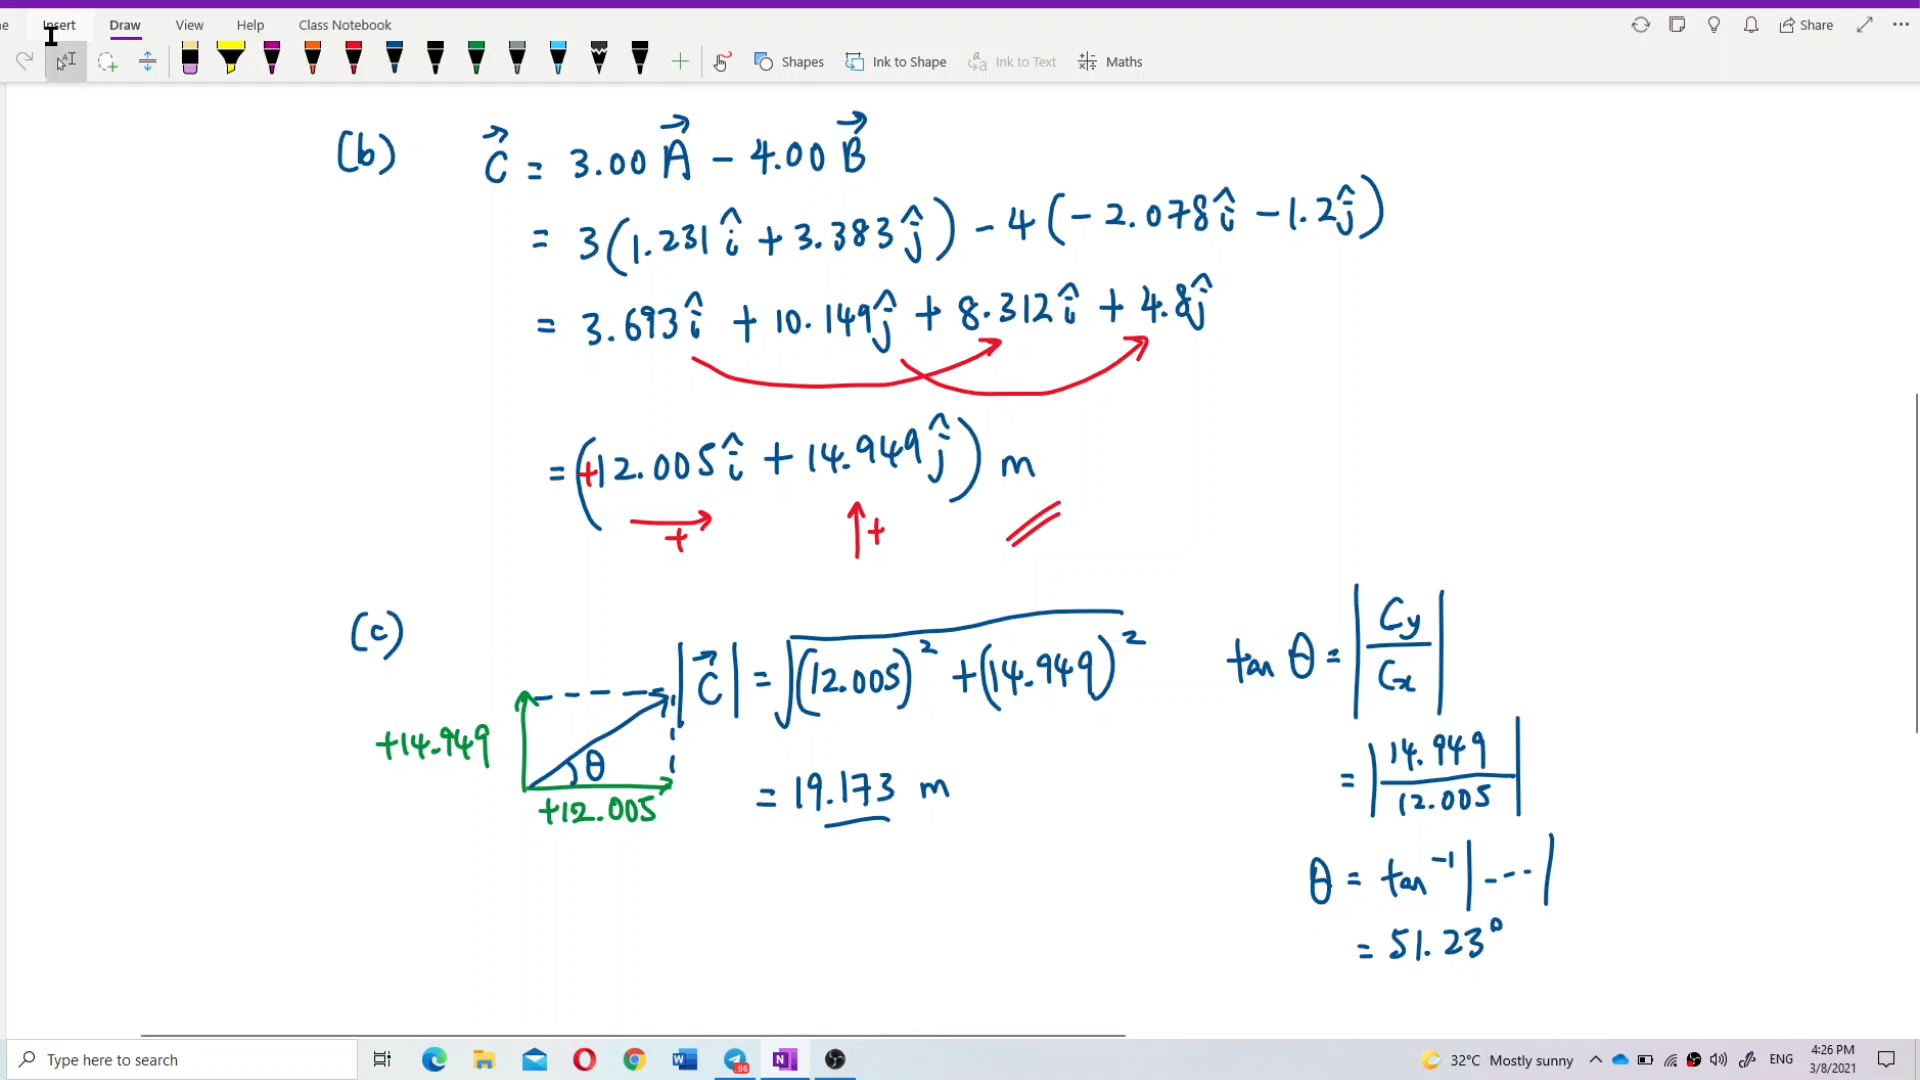 Insert Draw View Help Class Notebook Share
Shapes Ink to Shape Ink to Text Maths
(b) C⃗ = 3.00 A⃗ - 4.00 B⃗
= 3(1.231 î + 3.383 ĵ) - 4(-2.078 î - 1.2 ĵ)
= 3.693 î + 10.149 ĵ + 8.312 î + 4.8 ĵ
= (+12.005 î + 14.949 ĵ) m
+ +
(c)
|C⃗| = √((12.005)² + (14.949)²)
tan θ = |Cy/Cx|
+14.949
θ
+12.005
= 19.173 m
= |14.949/12.005|
θ = tan⁻¹|----|
= 51.23°
Type here to search
96
32°C Mostly sunny
ENG
4:26 PM
3/8/2021